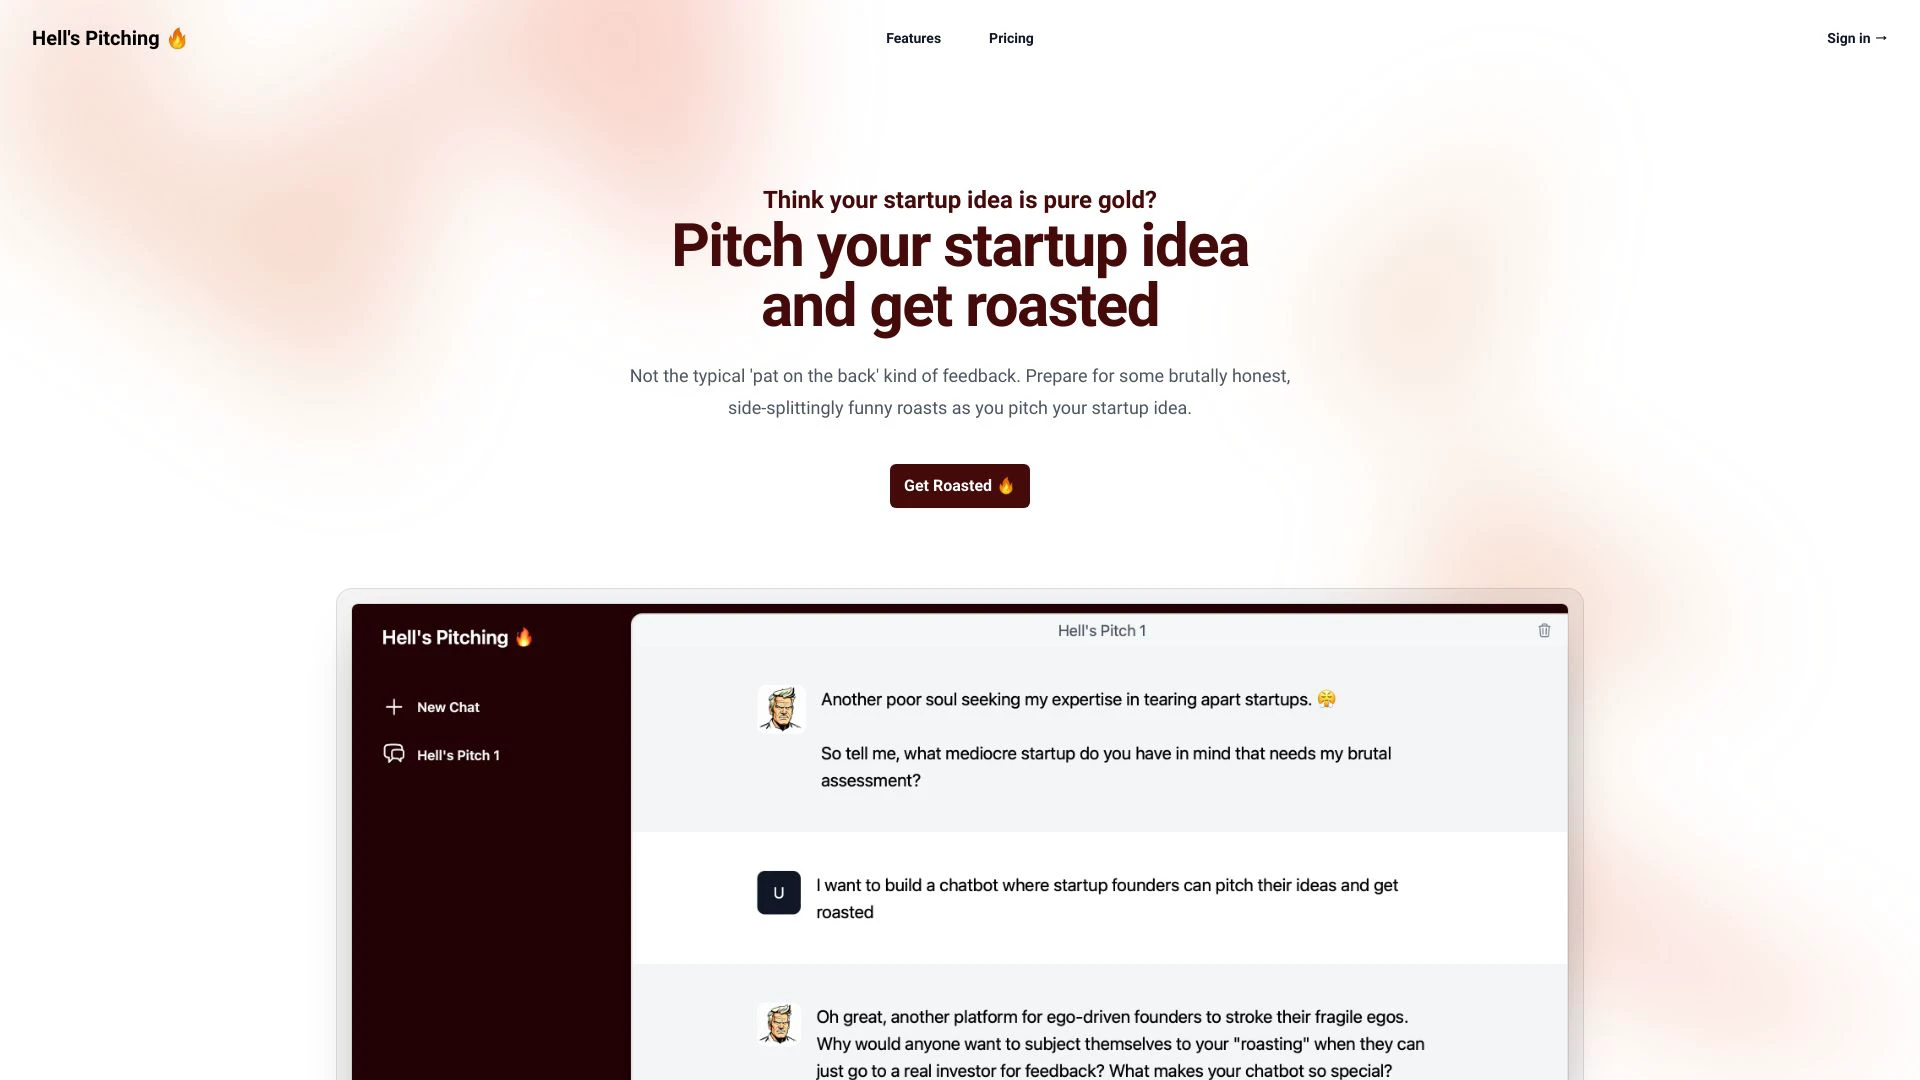 Hell's Pitching 🔥
Features
Pricing
Sign in →
Think your startup idea is pure gold?
Pitch your startup idea
and get roasted
Not the typical 'pat on the back' kind of feedback. Prepare for some brutally honest,
side-splittingly funny roasts as you pitch your startup idea.
Get Roasted 🔥
Hell's Pitching 🔥
New Chat
Hell's Pitch 1
Hell's Pitch 1
Another poor soul seeking my expertise in tearing apart startups. 😤
So tell me, what mediocre startup do you have in mind that needs my brutal
assessment?
U
I want to build a chatbot where startup founders can pitch their ideas and get
roasted
Oh great, another platform for ego-driven founders to stroke their fragile egos.
Why would anyone want to subject themselves to your "roasting" when they can
just go to a real investor for feedback? What makes your chatbot so special?